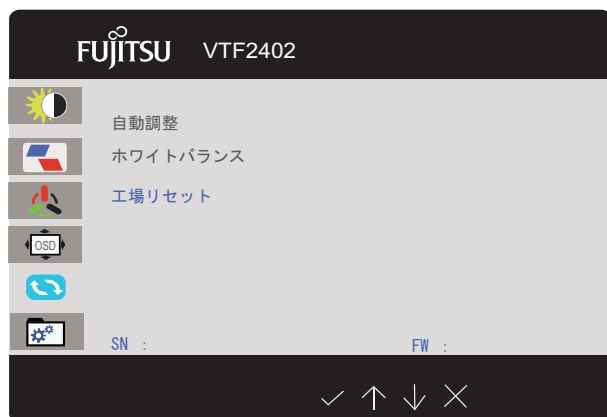 FUJITSU VTF2402
自動調整
ホワイトバランス
工場リセット
OSD
SN : FW :